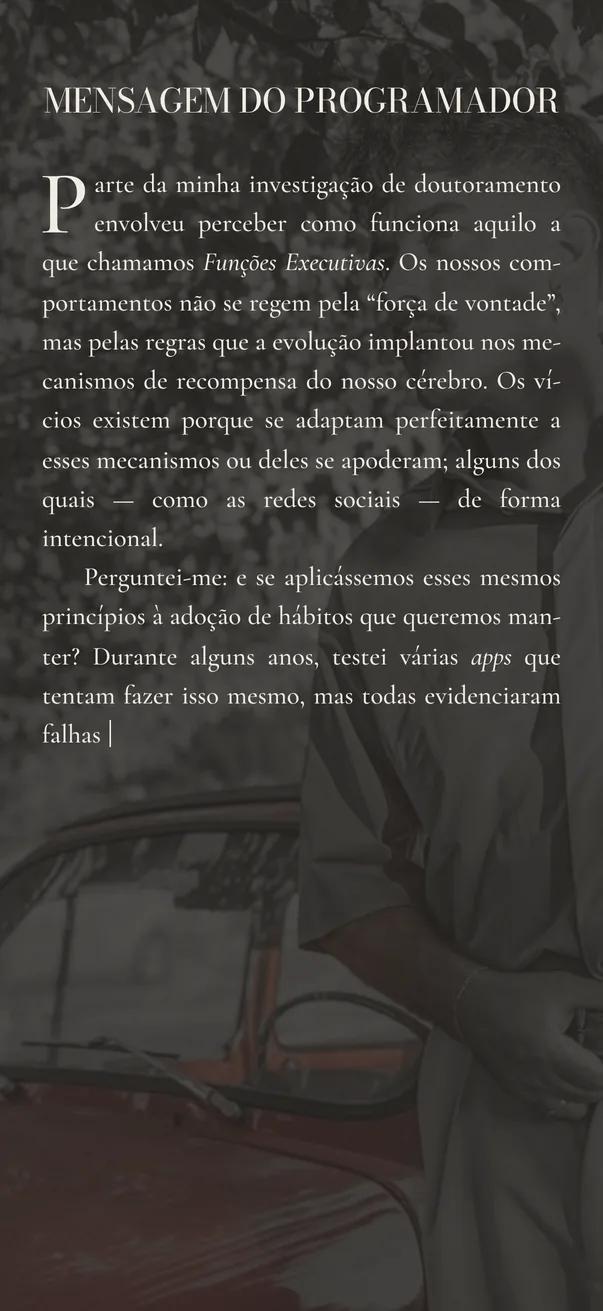 MENSAGEM DO PROGRAMADOR
Parte da minha investigação de doutoramento
envolveu perceber como funciona aquilo a
que chamamos Funções Executivas. Os nossos com-
portamentos não se regem pela “força de vontade”,
mas pelas regras que a evolução implantou nos me-
canismos de recompensa do nosso cérebro. Os ví-
cios existem porque se adaptam perfeitamente a
esses mecanismos ou deles se apoderam; alguns dos
quais — como as redes sociais — de forma
intencional.
Perguntei-me: e se aplicássemos esses mesmos
princípios à adoção de hábitos que queremos man-
ter? Durante alguns anos, testei várias apps que
tentam fazer isso mesmo, mas todas evidenciaram
falhas |